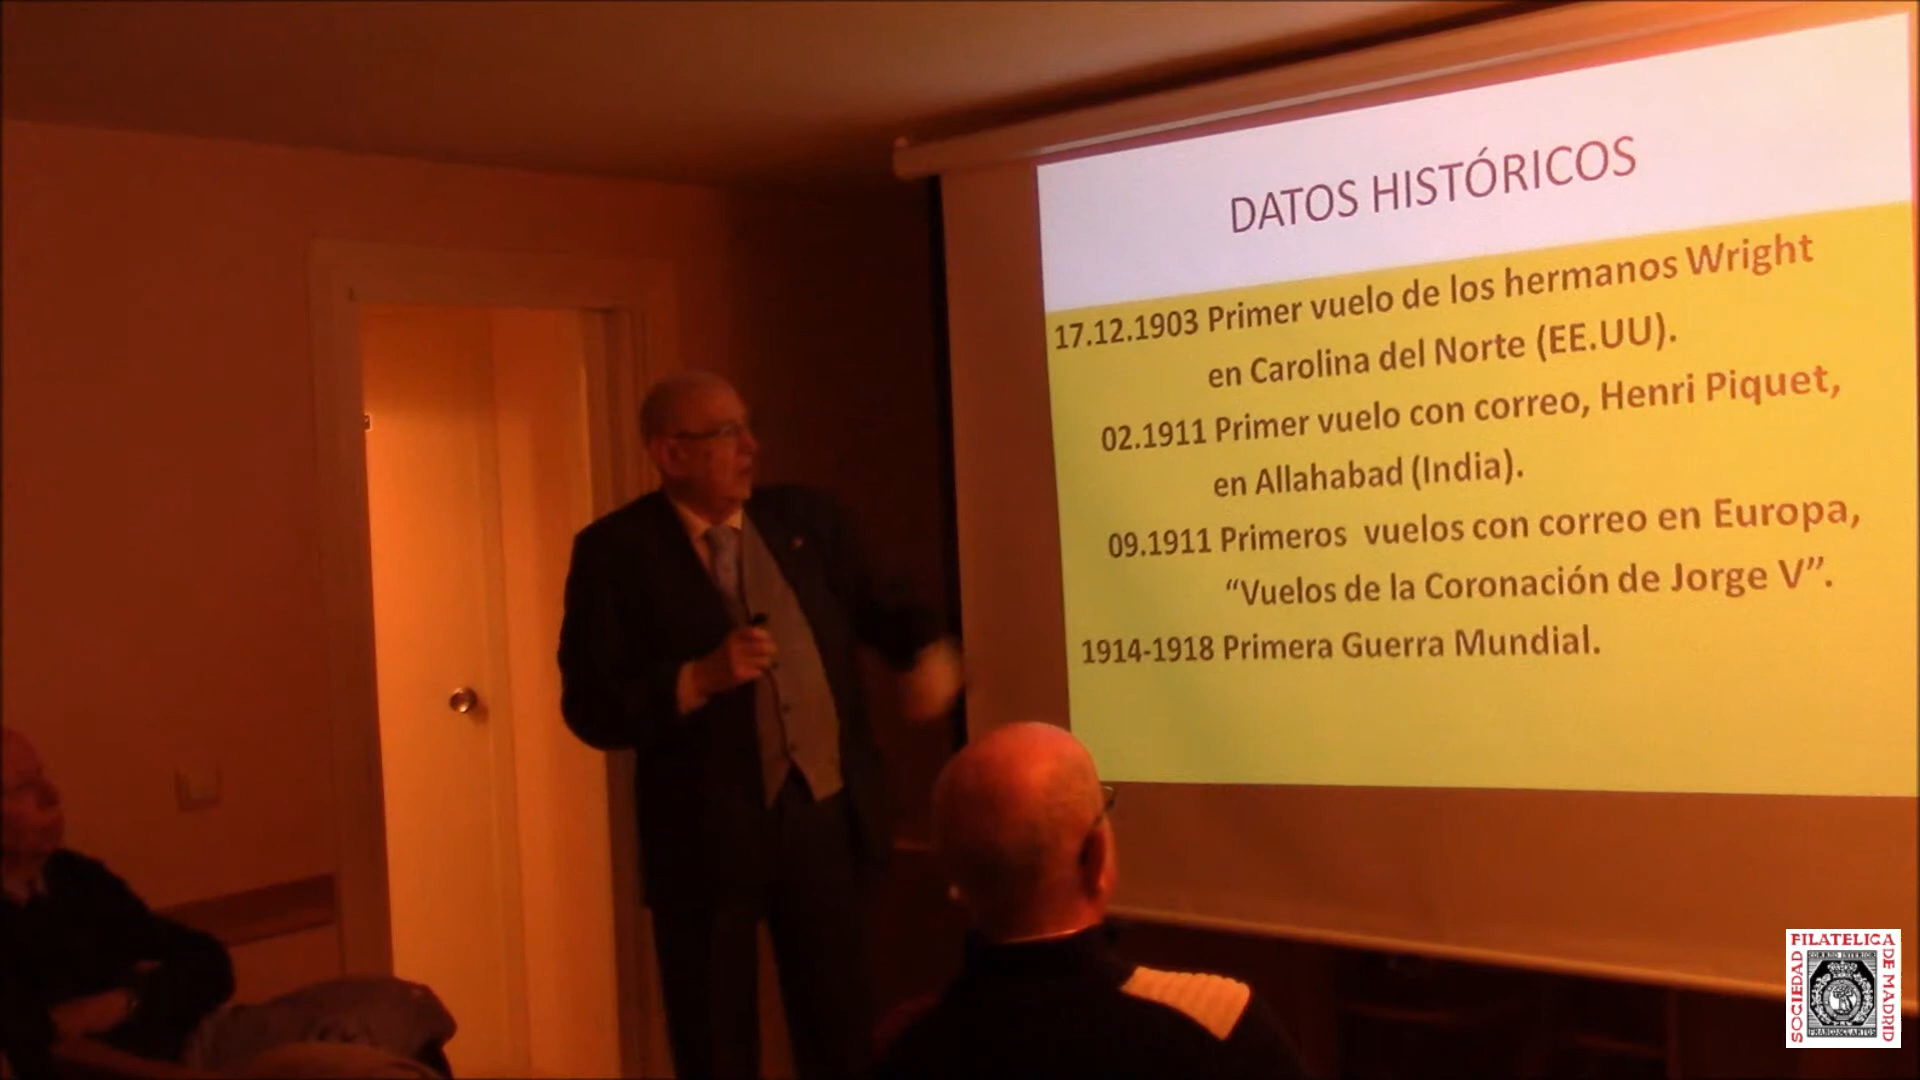 DATOS HISTÓRICOS
17.12.1903 Primer vuelo de los hermanos Wright
en Carolina del Norte (EE.UU).
02.1911 Primer vuelo con correo, Henri Piquet,
en Allahabad (India).
09.1911 Primeros vuelos con correo en Europa,
“Vuelos de la Coronación de Jorge V”.
1914-1918 Primera Guerra Mundial.
SOCIEDAD
FILATELICA
DE MADRID
CORREO INTERIOR